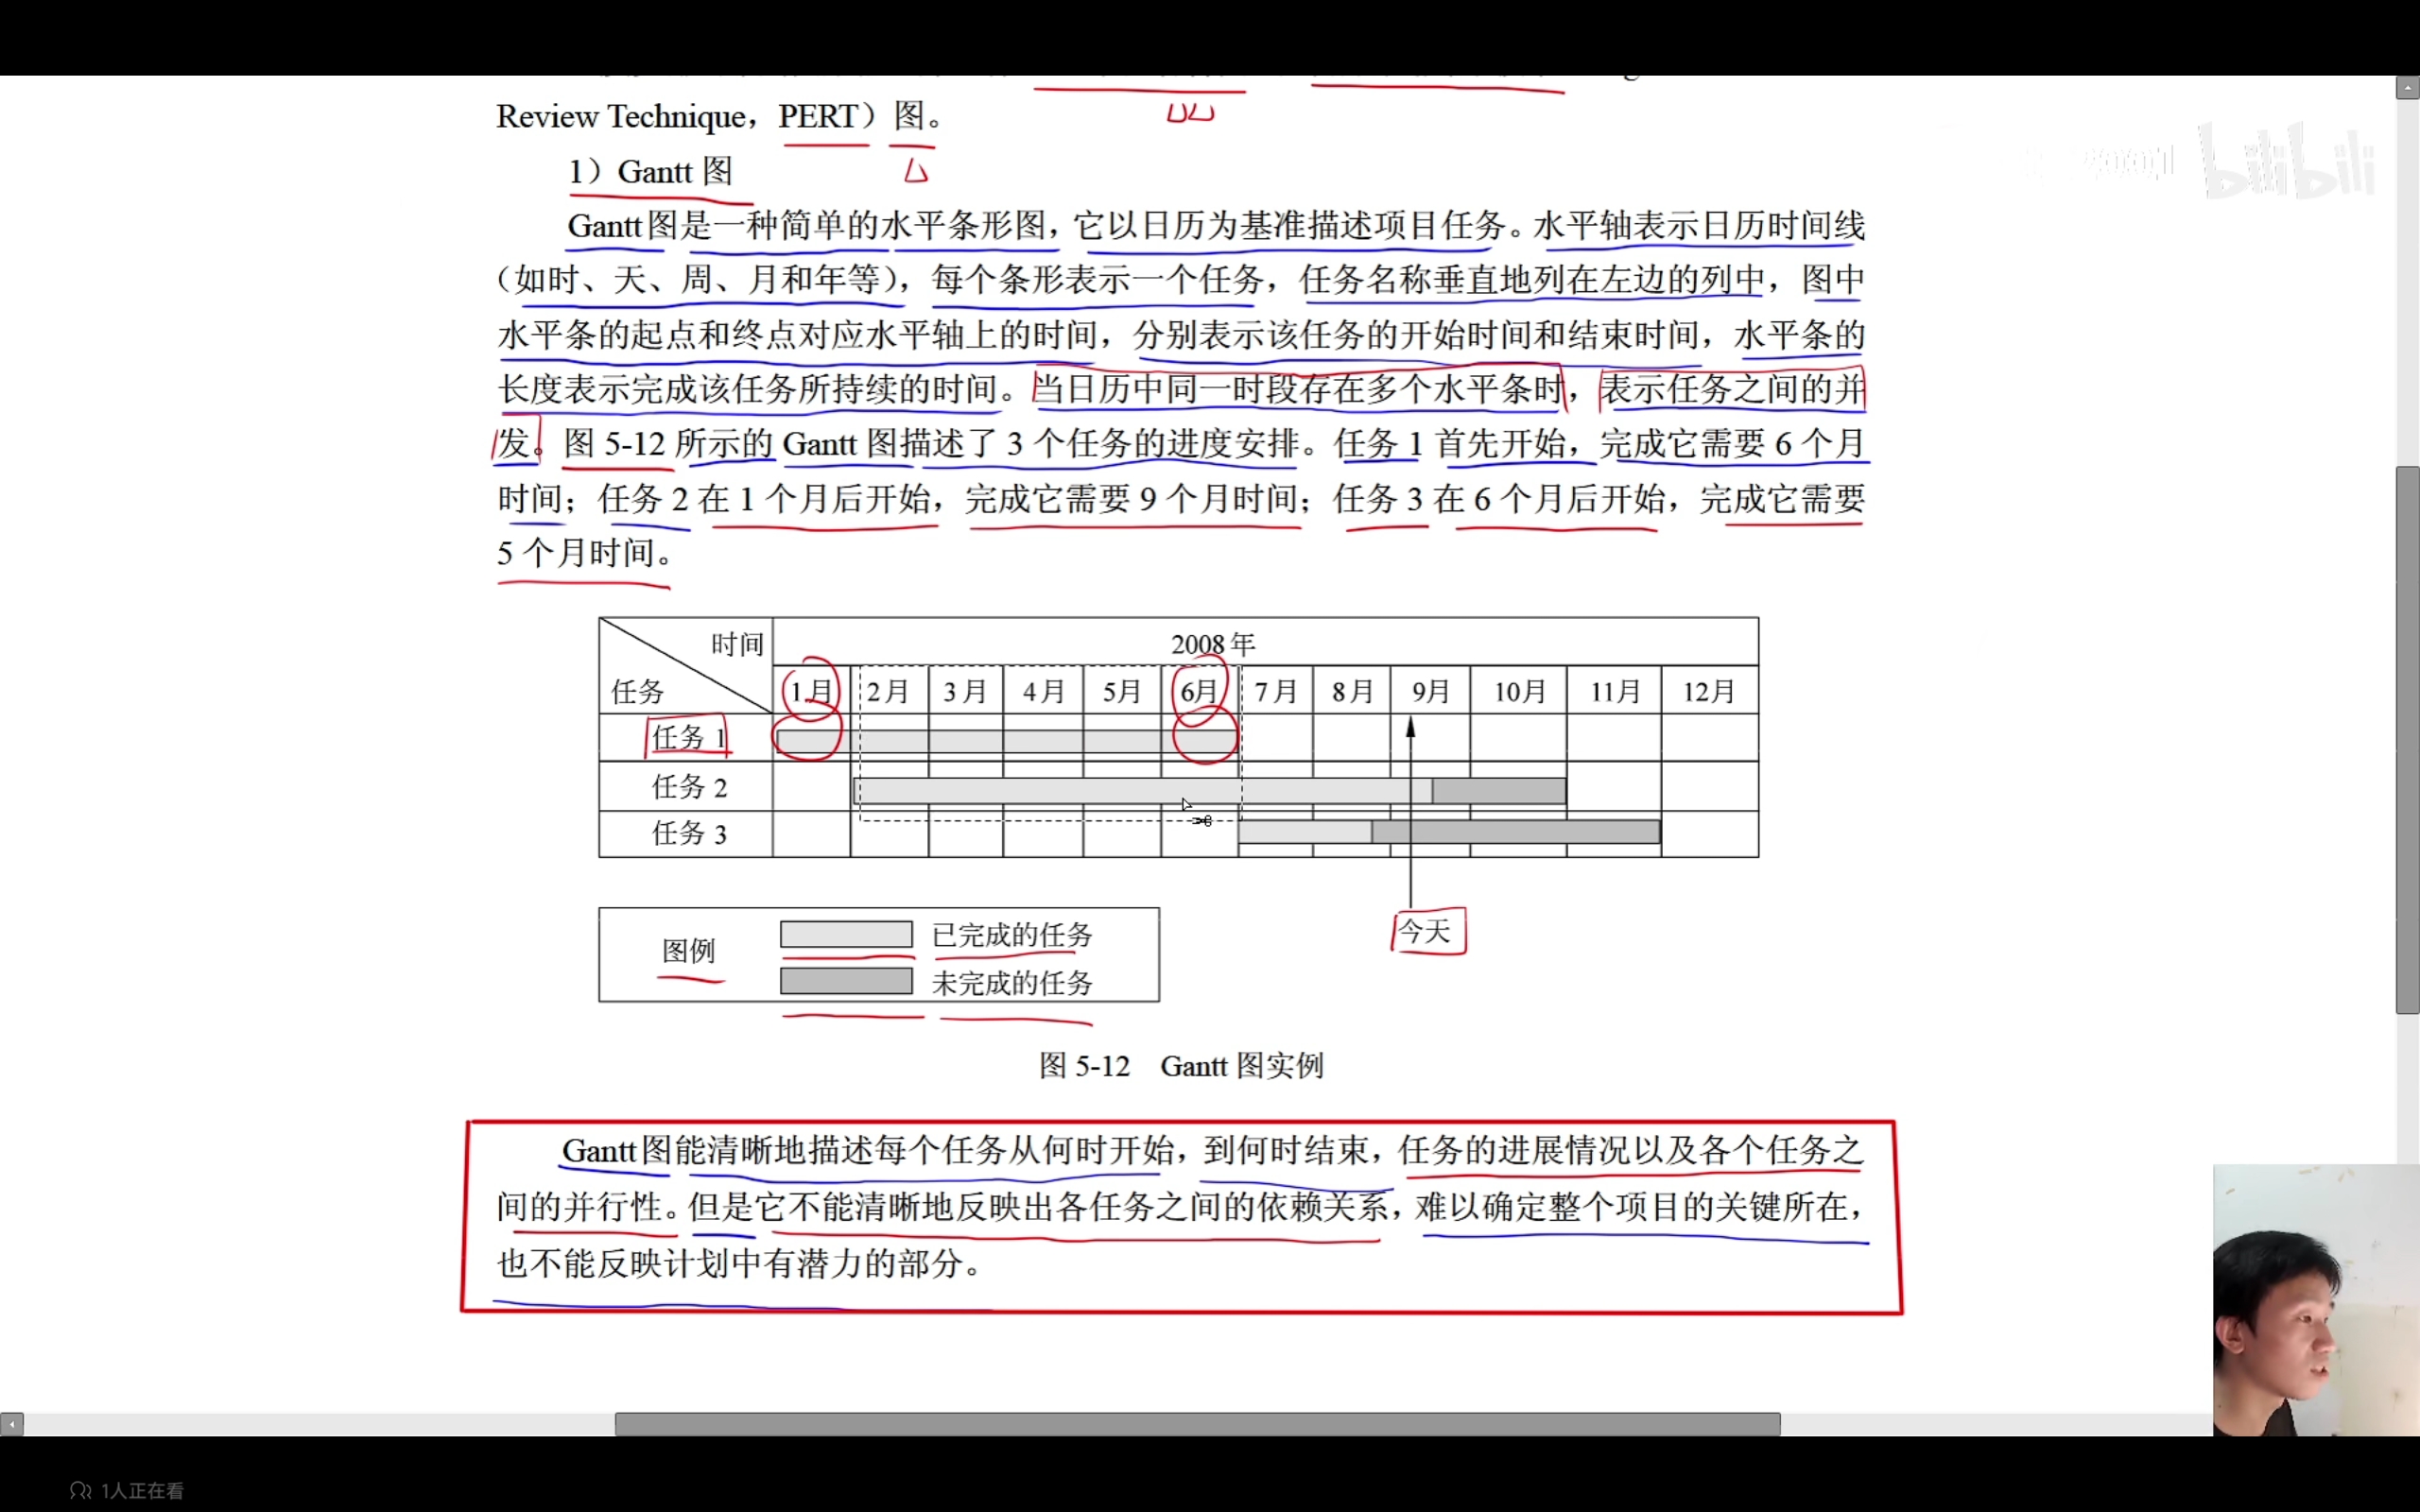 Review Technique，PERT）图。
1）Gantt 图
Gantt图是一种简单的水平条形图，它以日历为基准描述项目任务。水平轴表示日历时间线
（如时、天、周、月和年等），每个条形表示一个任务，任务名称垂直地列在左边的列中，图中
水平条的起点和终点对应水平轴上的时间，分别表示该任务的开始时间和结束时间，水平条的
长度表示完成该任务所持续的时间。当日历中同一时段存在多个水平条时，表示任务之间的并
发。图 5-12 所示的 Gantt 图描述了 3 个任务的进度安排。任务 1 首先开始，完成它需要 6 个月
时间；任务 2 在 1 个月后开始，完成它需要 9 个月时间；任务 3 在 6 个月后开始，完成它需要
5 个月时间。
时间 2008年
任务 1月 2月 3月 4月 5月 6月 7月 8月 9月 10月 11月 12月
任务 1
任务 2
任务 3
今天
图例 已完成的任务
未完成的任务
图 5-12 Gantt 图实例
Gantt图能清晰地描述每个任务从何时开始，到何时结束，任务的进展情况以及各个任务之
间的并行性。但是它不能清晰地反映出各任务之间的依赖关系，难以确定整个项目的关键所在，
也不能反映计划中有潜力的部分。
bilibili
1人正在看